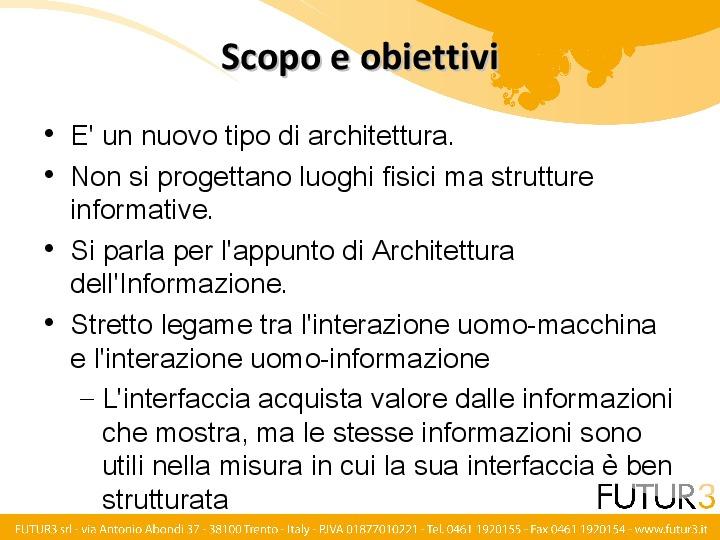 Scopo e obiettivi
• E' un nuovo tipo di architettura.
• Non si progettano luoghi fisici ma strutture
informative.
• Si parla per l'appunto di Architettura
dell'Informazione.
• Stretto legame tra l'interazione uomo-macchina
e l'interazione uomo-informazione
– L'interfaccia acquista valore dalle informazioni
che mostra, ma le stesse informazioni sono
utili nella misura in cui la sua interfaccia è ben
strutturata
FUTUR3
FUTUR3 srl - via Antonio Abondi 37 - 38100 Trento - Italy - P.IVA 01877010221 - Tel. 0461 1920155 - Fax 0461 1920154 - www.futur3.it